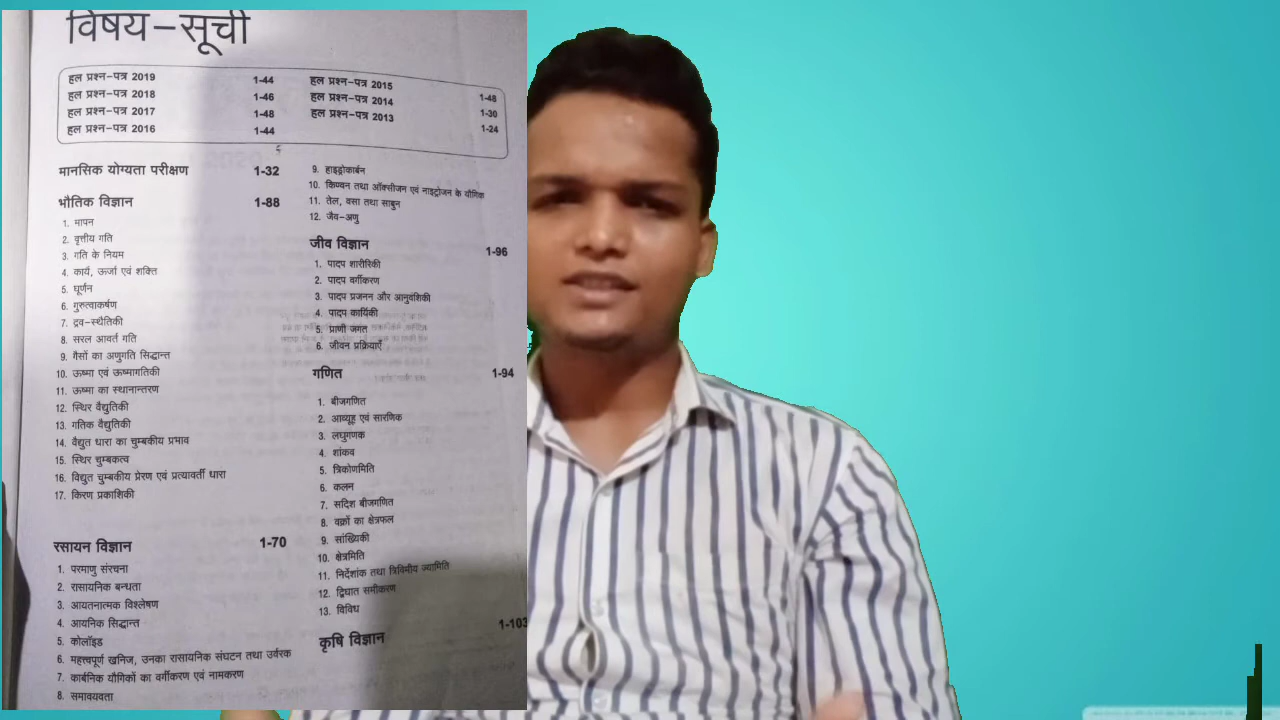 विषय-सूची
हल प्रश्न-पत्र 2019 1-44
हल प्रश्न-पत्र 2018 1-46
हल प्रश्न-पत्र 2017 1-48
हल प्रश्न-पत्र 2016 1-44
हल प्रश्न-पत्र 2015 1-48
हल प्रश्न-पत्र 2014 1-30
हल प्रश्न-पत्र 2013 1-24
मानसिक योग्यता परीक्षण 1-32
भौतिक विज्ञान 1-88
1. मापन
2. वृत्तीय गति
3. गति के नियम
4. कार्य, ऊर्जा एवं शक्ति
5. घूर्णन
6. गुरुत्वाकर्षण
7. द्रव-स्थैतिकी
8. सरल आवर्त गति
9. गैसों का अणुगति सिद्धान्त
10. ऊष्मा एवं ऊष्मागतिकी
11. ऊष्मा का स्थानान्तरण
12. स्थिर वैद्युतिकी
13. गतिक वैद्युतिकी
14. वैद्युत धारा का चुम्बकीय प्रभाव
15. स्थिर चुम्बकत्व
16. विद्युत चुम्बकीय प्रेरण एवं प्रत्यावर्ती धारा
17. किरण प्रकाशिकी
रसायन विज्ञान 1-70
1. परमाणु संरचना
2. रासायनिक बन्धता
3. आयतनात्मक विश्लेषण
4. आयनिक सिद्धान्त
5. कोलॉइड
6. महत्त्वपूर्ण खनिज, उनका रासायनिक संघटन तथा उर्वरक
7. कार्बनिक यौगिकों का वर्गीकरण एवं नामकरण
8. समावयवता
9. हाइड्रोकार्बन
10. किण्वन तथा ऑक्सीजन एवं नाइट्रोजन के यौगिक
11. तेल, वसा तथा साबुन
12. जैव-अणु
जीव विज्ञान 1-96
1. पादप शारीरिकी
2. पादप वर्गीकरण
3. पादप प्रजनन और आनुवंशिकी
4. पादप कार्यिकी
5. प्राणी जगत
6. जीवन प्रक्रियाएँ
गणित 1-94
1. बीजगणित
2. आव्यूह एवं सारणिक
3. लघुगणक
4. शांकव
5. त्रिकोणमिति
6. कलन
7. सदिश बीजगणित
8. वक्रों का क्षेत्रफल
9. सांख्यिकी
10. क्षेत्रमिति
11. निर्देशांक तथा त्रिविमीय ज्यामिति
12. द्विघात समीकरण
13. विविध
कृषि विज्ञान 1-103